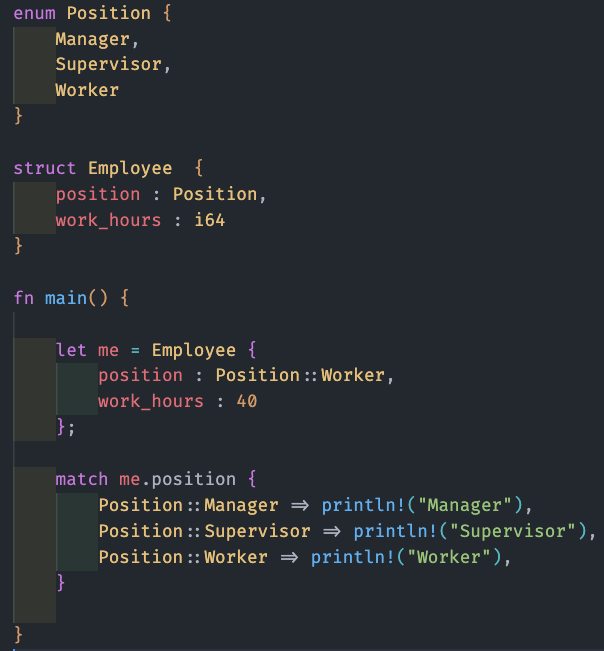 enum Position {
    Manager,
    Supervisor,
    Worker
}
struct Employee  {
    position : Position,
    work_hours : i64
}
fn main() {
    let me = Employee {
        position : Position::Worker,
        work_hours : 40
    };
    match me.position {
        Position::Manager => println!("Manager"),
        Position::Supervisor => println!("Supervisor"),
        Position::Worker => println!("Worker"),
    }
}